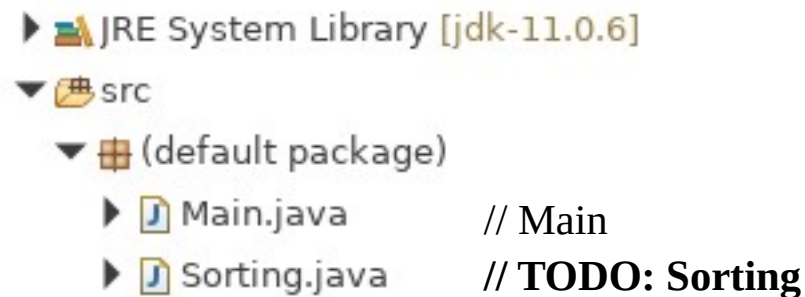 JRE System Library [jdk-11.0.6]
src
(default package)
Main.java // Main
Sorting.java // TODO: Sorting